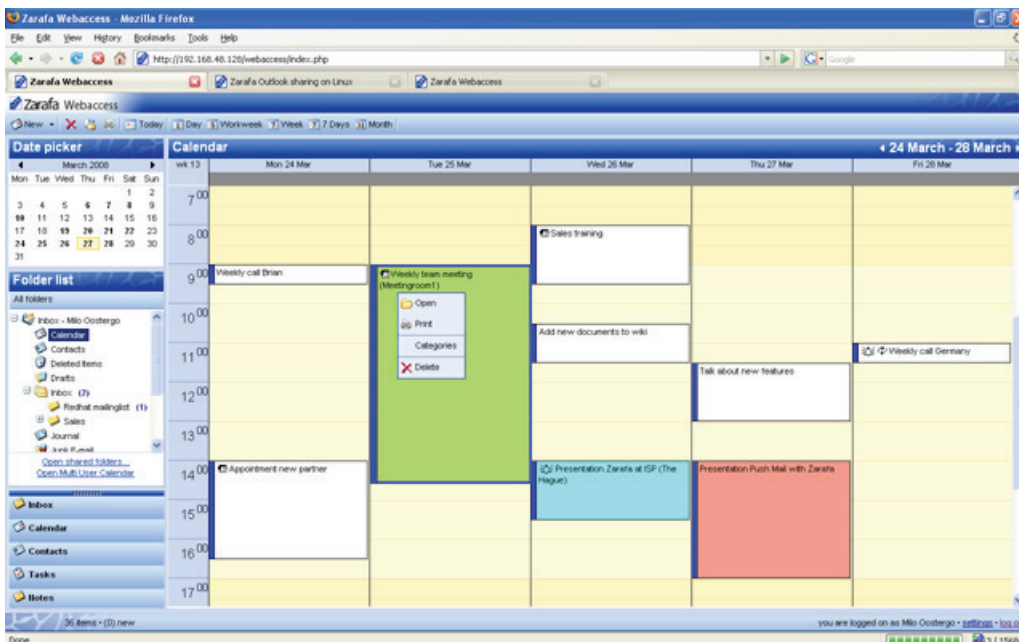 Zarafa Webaccess - Mozilla Firefox
File Edit View History Bookmarks Tools Help
http://192.168.48.128/webaccess/index.php
Google
Zarafa Webaccess
Zarafa Outlook sharing on Linux
Zarafa Webaccess
Zarafa Webaccess
New Today Day Workweek Week 7 Days Month
Date picker
March 2008
Mon Tue Wed Thu Fri Sat Sun
1 2
3 4 5 6 7 8 9
10 11 12 13 14 15 16
17 18 19 20 21 22 23
24 25 26 27 28 29 30
31
Folder list
All folders
Inbox - Milo Oostergo
Calendar
Contacts
Deleted Items
Drafts
Inbox (7)
Redhat mailinglist (1)
Sales
Journal
Junk E-mail
Open shared folders...
Open Multi User Calendar
Inbox
Calendar
Contacts
Tasks
Notes
Calendar
24 March - 28 March
wk 13 Mon 24 Mar Tue 25 Mar Wed 26 Mar Thu 27 Mar Fri 28 Mar
7 00
8 00
Sales training
9 00
Weekly call Brian
Weekly team meeting
(Meetingroom1)
Open
Print
Categories
Delete
10 00
Add new documents to wiki
11 00
Weekly call Germany
Talk about new features
12 00
13 00
14 00
Appointment new partner
Presentation Zarafa at ISP (The
Hague)
Presentation Push Mail with Zarafa
15 00
16 00
17 00
36 items - (0) new
you are logged on as Milo Oostergo - settings - log
Done